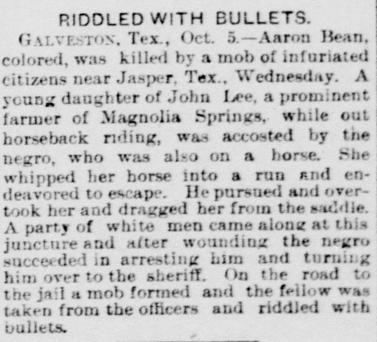 RIDDLED WITH BULLETS.
GALVESTON, Tex., Oct. 5.—Aaron Bean,
colored, was killed by a mob of infuriated
citizens near Jasper, Tex., Wednesday. A
young daughter of John Lee, a prominent
farmer of Magnolia Springs, while out
horseback riding, was accosted by the
negro, who was also on a horse. She
whipped her horse into a run and en-
deavored to escape. He pursued and over-
took her and dragged her from the saddle.
A party of white men came along at this
juncture and after wounding the negro
succeeded in arresting him and turning
him over to the sheriff. On the road to
the jail a mob formed and the fellow was
taken from the officers and riddled with
bullets.